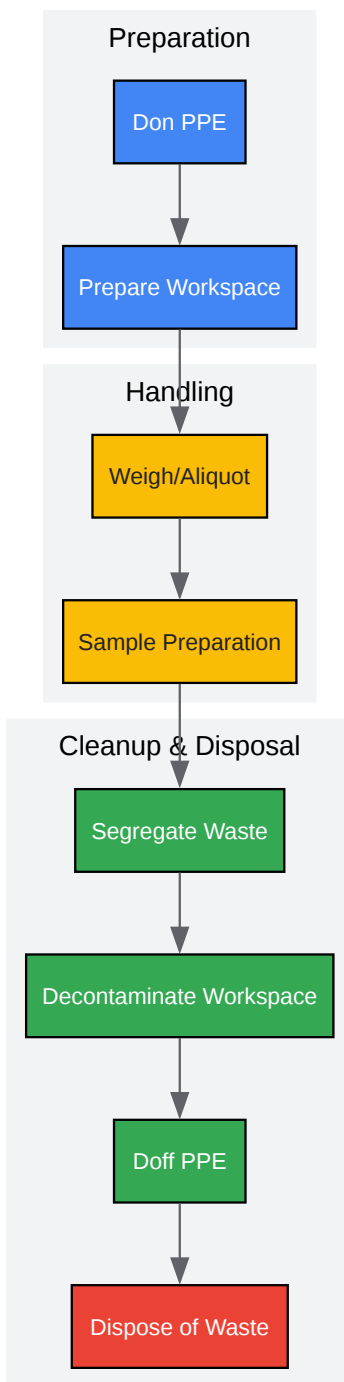 Preparation
Don PPE
Prepare Workspace
Handling
Weigh/Aliquot
Sample Preparation
Cleanup & Disposal
Segregate Waste
Decontaminate Workspace
Doff PPE
Dispose of Waste